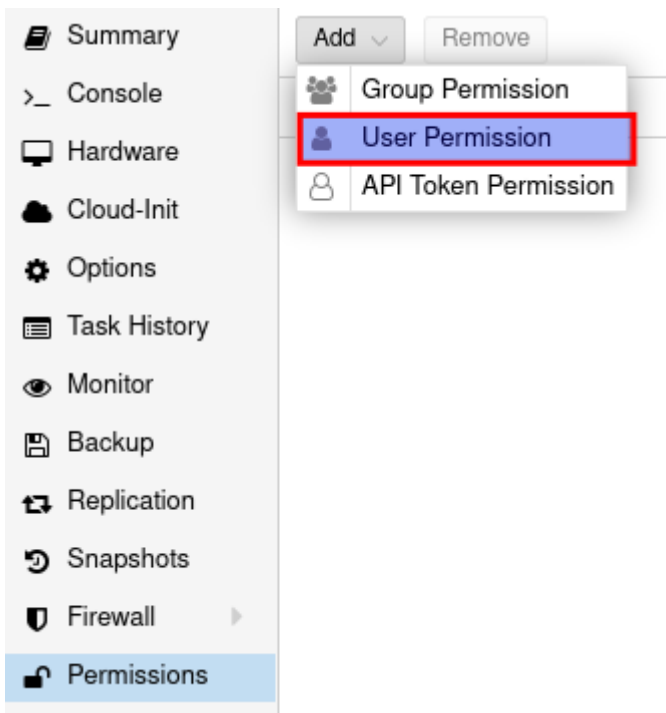 Summary
Console
Hardware
Cloud-Init
Options
Task History
Monitor
Backup
Replication
Snapshots
Firewall
Permissions
Add Remove
Group Permission
User Permission
API Token Permission